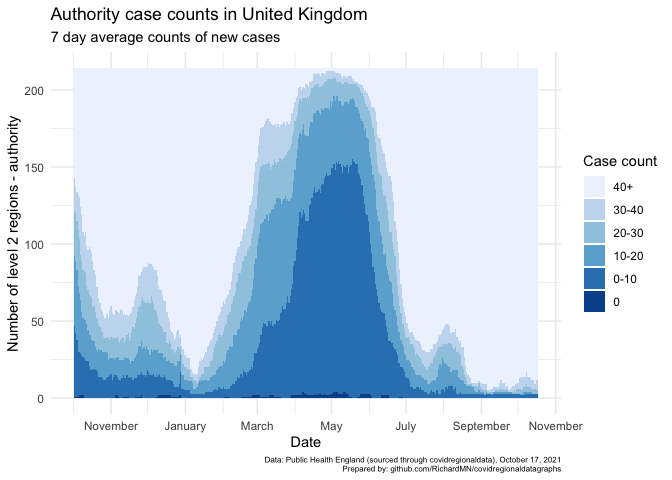 Authority case counts in United Kingdom
7 day average counts of new cases
Number of level 2 regions - authority
200
150
100
50
0
November January March May July September November
Date
Case count
40+
30-40
20-30
10-20
0-10
0
Data: Public Health England (sourced through covidregionaldata), October 17, 2021
Prepared by: github.com/RichardMN/covidregionaldatagraphs